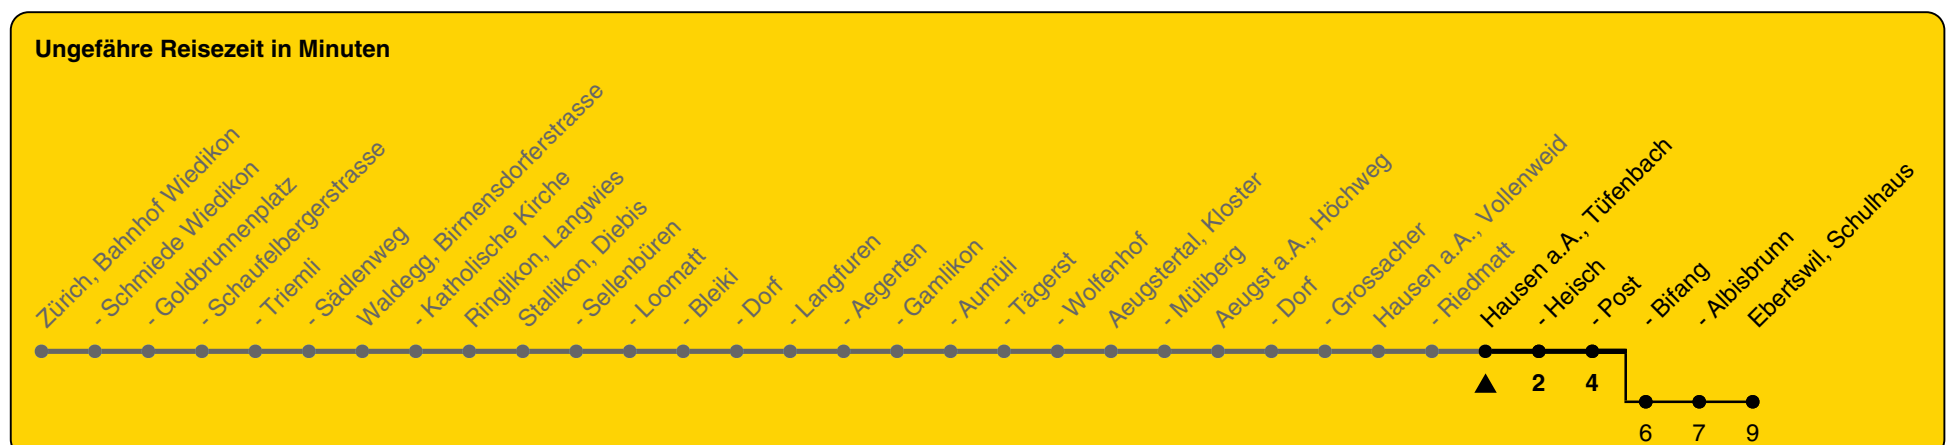 Ungefähre Reisezeit in Minuten
Zürich, Bahnhof Wiedikon
- Schmiede Wiedikon
- Goldbrunnenplatz
- Schaufelbergerstrasse
- Triemli
- Sädlenweg
Waldegg, Birmensdorferstrasse
- Katholische Kirche
Ringlikon, Langwies
Stallikon, Diebis
- Sellenbüren
- Loomatt
- Bleiki
- Dorf
- Langfuren
- Aegerten
- Gamlikon
- Aumüli
- Tägerst
- Wolfenhof
Aeugstertal, Kloster
- Müliberg
Aeugst a.A., Höchweg
- Dorf
- Grossacher
Hausen a.A., Vollenweid
- Riedmatt
Hausen a.A., Tüfenbach
- Heisch
- Post
- Bifang
- Albisbrunn
Ebertswil, Schulhaus
2 4
6 7 9